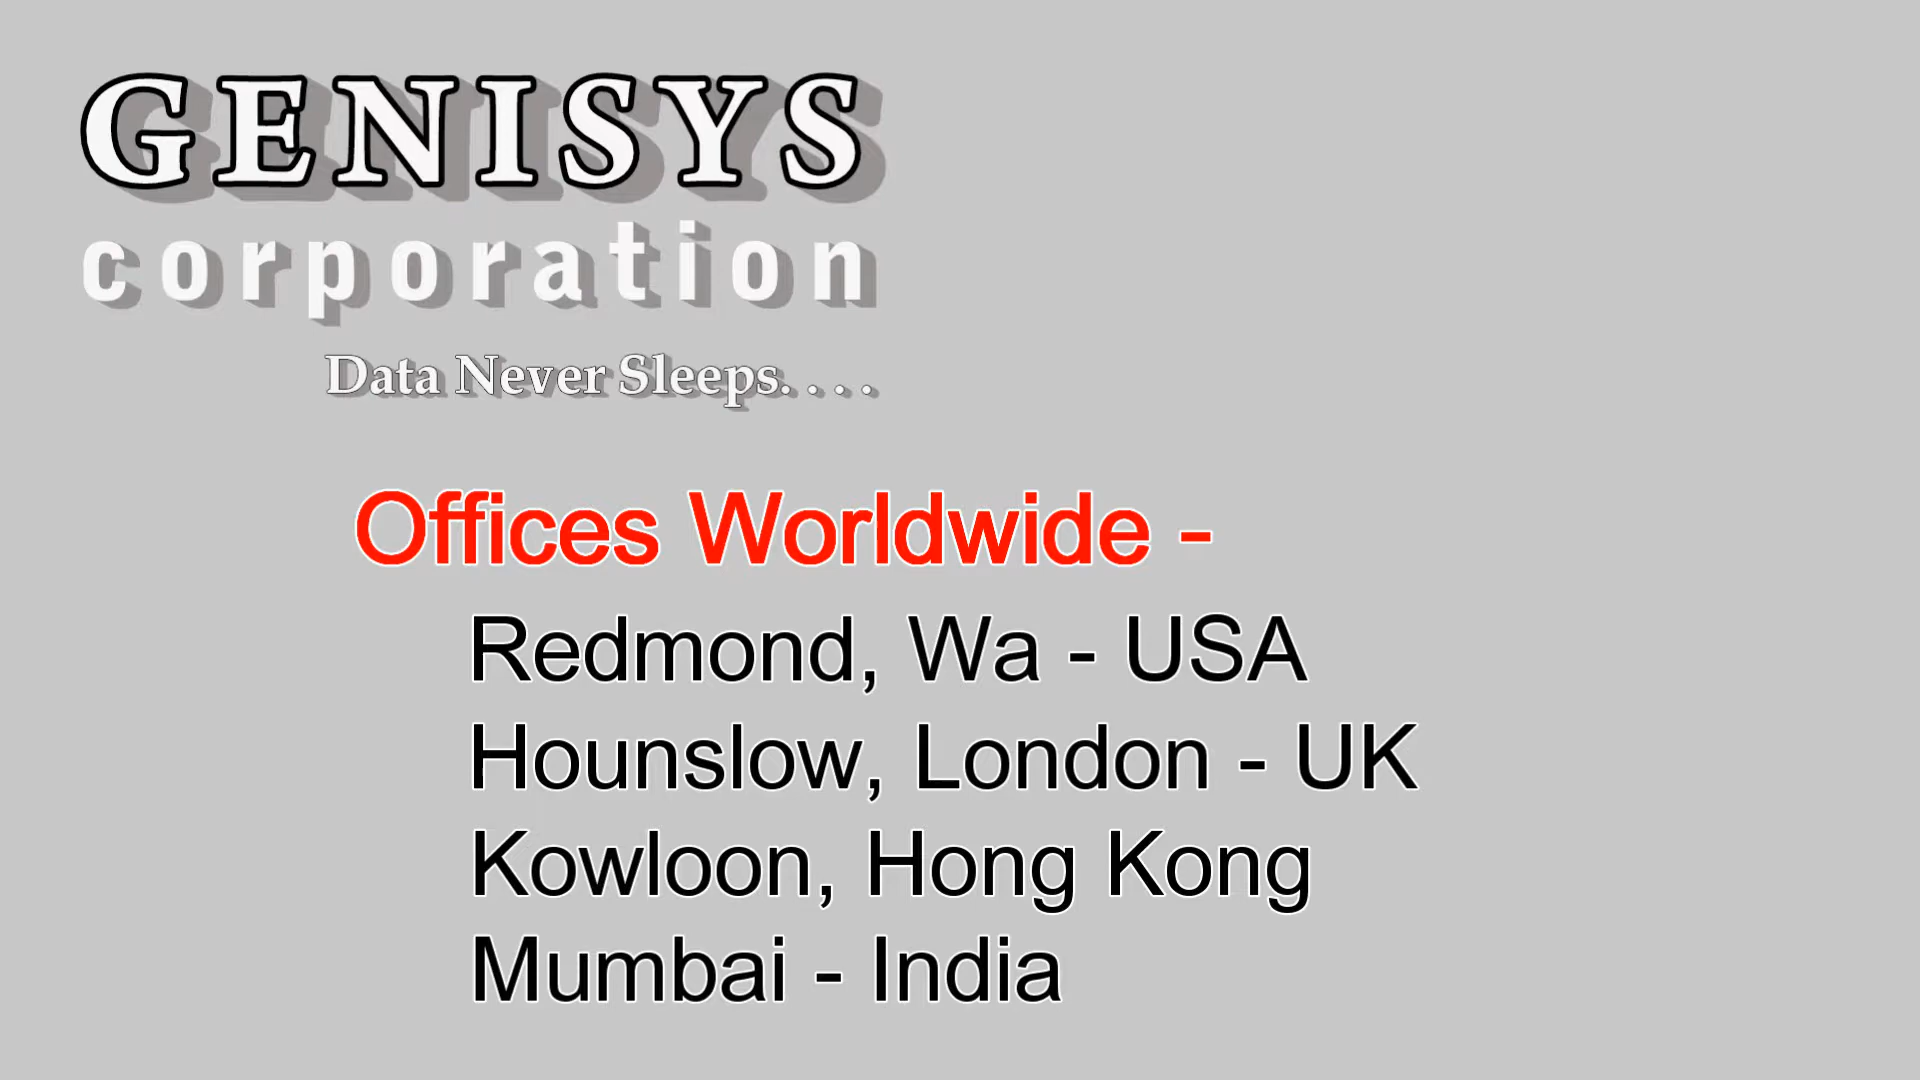 GENISYS
corporation
Data Never Sleeps. . . .
Offices Worldwide -
Redmond, Wa - USA
Hounslow, London - UK
Kowloon, Hong Kong
Mumbai - India